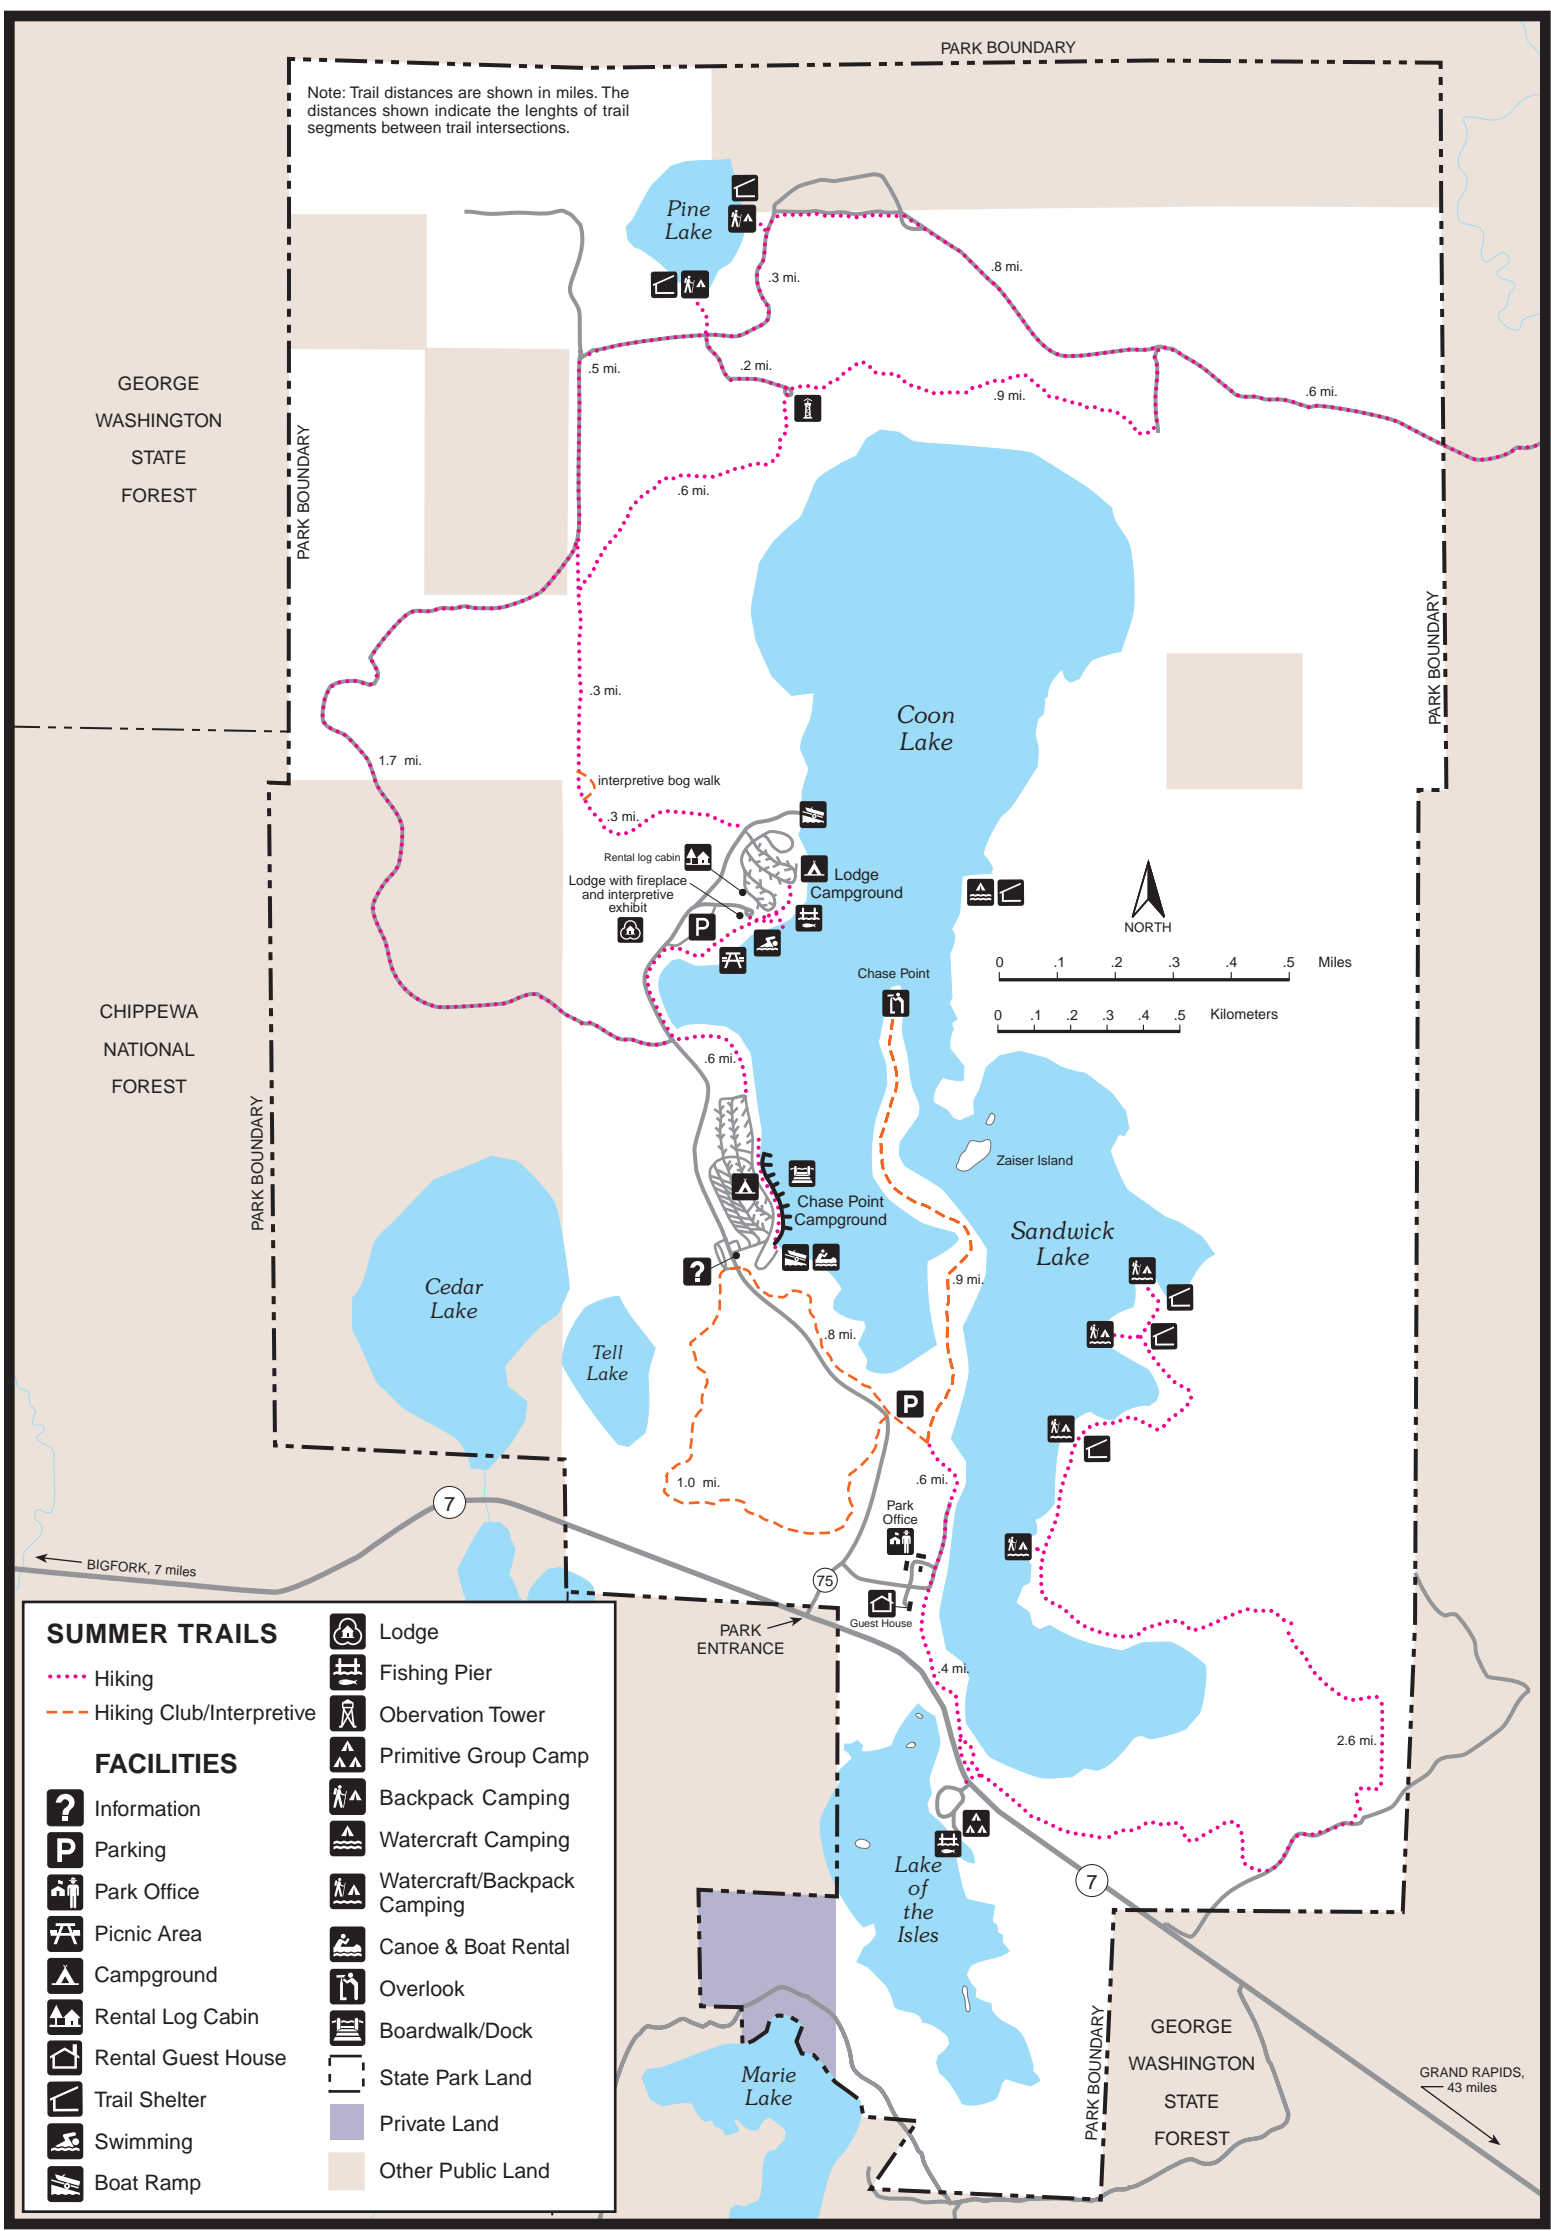 PARK BOUNDARY
Note: Trail distances are shown in miles. The
distances shown indicate the lenghts of trail
segments between trail intersections.
Pine
Lake
.3 mi.
.8 mi.
.5 mi.
.2 mi.
.9 mi.
.6 mi.
GEORGE
WASHINGTON
STATE
FOREST
PARK BOUNDARY
.6 mi.
PARK BOUNDARY
.3 mi.
Coon
Lake
1.7 mi.
interpretive bog walk
.3 mi.
Rental log cabin
Lodge with fireplace
and interpretive
exhibit
P
Lodge
Campground
NORTH
0 .1 .2 .3 .4 .5 Miles
0 .1 .2 .3 .4 .5 Kilometers
Chase Point
CHIPPEWA
NATIONAL
FOREST
.6 mi.
PARK BOUNDARY
Zaiser Island
Chase Point
Campground
Sandwick
Lake
?
.9 mi.
Cedar
Lake
Tell
Lake
.8 mi.
P
1.0 mi.
.6 mi.
Park
Office
7
BIGFORK, 7 miles
75
Guest House
PARK
ENTRANCE
.4 mi.
2.6 mi.
Lake
of
the
Isles
7
Marie
Lake
PARK BOUNDARY
GEORGE
WASHINGTON
STATE
FOREST
GRAND RAPIDS,
43 miles
SUMMER TRAILS
Hiking
Hiking Club/Interpretive
FACILITIES
? Information
P Parking
Park Office
Picnic Area
Campground
Rental Log Cabin
Rental Guest House
Trail Shelter
Swimming
Boat Ramp
Lodge
Fishing Pier
Obervation Tower
Primitive Group Camp
Backpack Camping
Watercraft Camping
Watercraft/Backpack
Camping
Canoe & Boat Rental
Overlook
Boardwalk/Dock
State Park Land
Private Land
Other Public Land